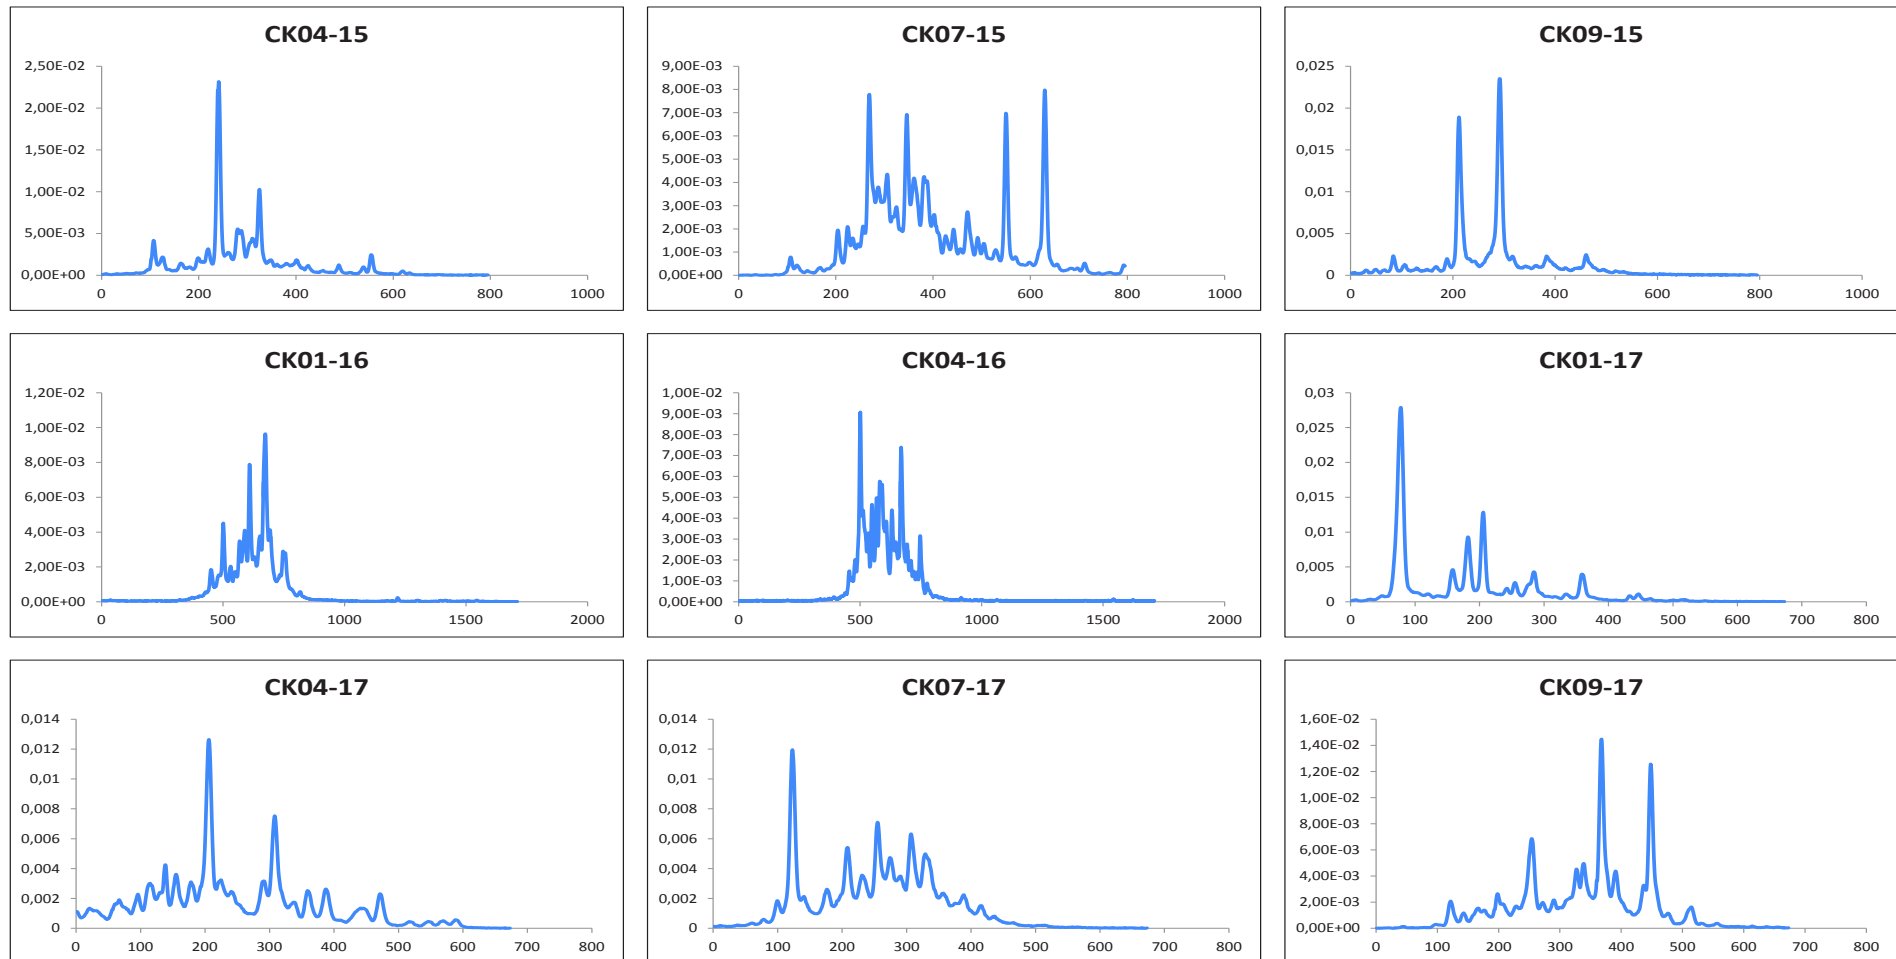 CK04-15
2,50E-02
2,00E-02
1,50E-02
1,00E-02
5,00E-03
0,00E+00
0 200 400 600 800 1000
CK07-15
9,00E-03
8,00E-03
7,00E-03
6,00E-03
5,00E-03
4,00E-03
3,00E-03
2,00E-03
1,00E-03
0,00E+00
0 200 400 600 800 1000
CK09-15
0,025
0,02
0,015
0,01
0,005
0
0 200 400 600 800 1000
CK01-16
1,20E-02
1,00E-02
8,00E-03
6,00E-03
4,00E-03
2,00E-03
0,00E+00
0 500 1000 1500 2000
CK04-16
1,00E-02
9,00E-03
8,00E-03
7,00E-03
6,00E-03
5,00E-03
4,00E-03
3,00E-03
2,00E-03
1,00E-03
0,00E+00
0 500 1000 1500 2000
CK01-17
0,03
0,025
0,02
0,015
0,01
0,005
0
0 100 200 300 400 500 600 700 800
CK04-17
0,014
0,012
0,01
0,008
0,006
0,004
0,002
0
0 100 200 300 400 500 600 700 800
CK07-17
0,014
0,012
0,01
0,008
0,006
0,004
0,002
0
0 100 200 300 400 500 600 700 800
CK09-17
1,60E-02
1,40E-02
1,20E-02
1,00E-02
8,00E-03
6,00E-03
4,00E-03
2,00E-03
0,00E+00
0 100 200 300 400 500 600 700 800